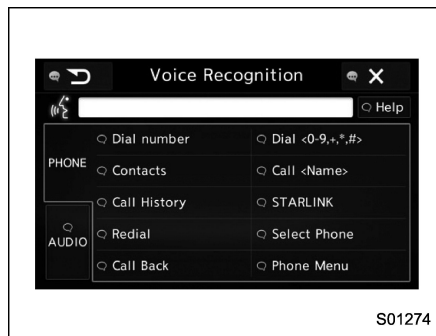 Voice Recognition
Help
PHONE
Dial number
Dial <0-9,+,*,#>
Contacts
Call <Name>
Call History
STARLINK
AUDIO
Redial
Select Phone
Call Back
Phone Menu
S01274